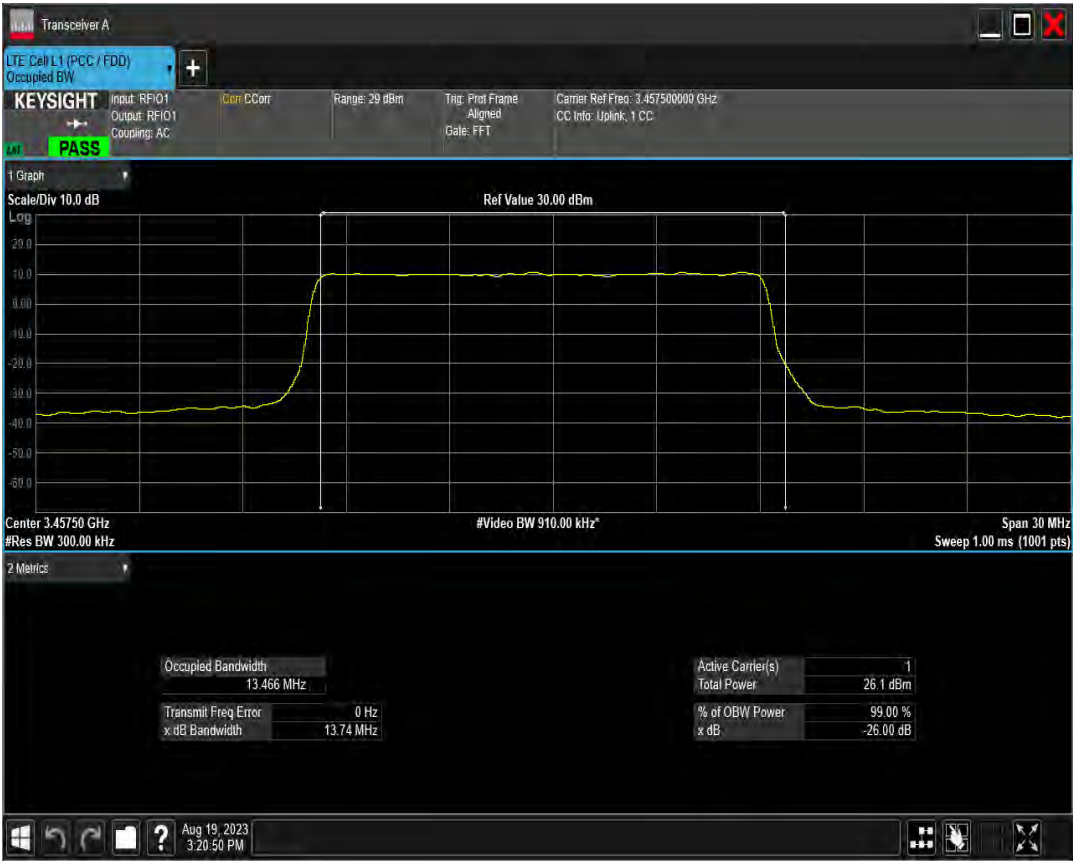 Transceiver A
LTE Cell L1 (PCC / FDD)
Occupied BW
KEYSIGHT
Input: RFIO1
Output: RFIO1
Coupling: AC
Corr CCorr
Range: 29 dBm
Trig: Prot Frame
Aligned
Gate: FFT
Carrier Ref Freq: 3.457500000 GHz
CC Info: Uplink, 1 CC
PASS
1 Graph
Scale/Div 10.0 dB
Ref Value 30.00 dBm
Log
20.0
10.0
0.00
-10.0
-20.0
-30.0
-40.0
-50.0
-60.0
Center 3.45750 GHz
#Video BW 910.00 kHz*
Span 30 MHz
#Res BW 300.00 kHz
Sweep 1.00 ms (1001 pts)
2 Metrics
Occupied Bandwidth
13.466 MHz
Transmit Freq Error 0 Hz
x dB Bandwidth 13.74 MHz
Active Carrier(s) 1
Total Power 26.1 dBm
% of OBW Power 99.00 %
x dB -26.00 dB
Aug 19, 2023
3:20:50 PM